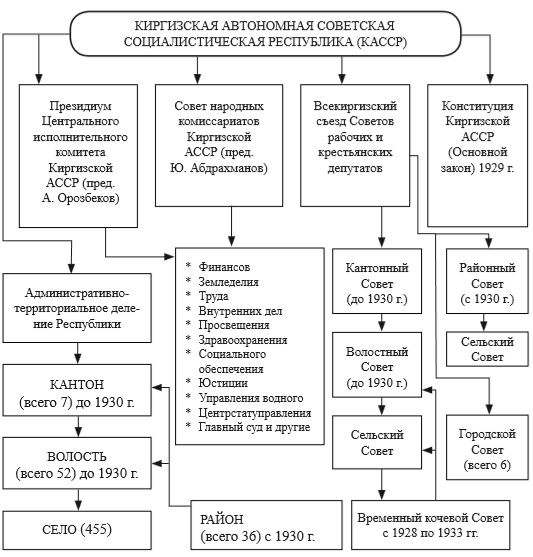 КИРГИЗСКАЯ АВТОНОМНАЯ СОВЕТСКАЯ
СОЦИАЛИСТИЧЕСКАЯ РЕСПУБЛИКА (КАССР)
Президиум
Центрального
исполнительного
комитета
Киргизской
АССР (пред.
А. Орозбеков)
Совет народных
комиссариатов
Киргизской
АССР (пред.
Ю. Абдрахманов)
Всекиргизский
съезд Советов
рабочих и
крестьянских
депутатов
Конституция
Киргизской
АССР
(Основной
закон) 1929 г.
Административно-
территориальное деле-
ние Республики
* Финансов
* Земледелия
* Труда
* Внутренних дел
* Просвещения
* Здравоохранения
* Социального
обеспечения
* Юстиции
* Управления водного
* Центрстатуправления
* Главный суд и другие
Кантонный
Совет
(до 1930 г.)
Районный
Совет
(с 1930 г.)
Сельский
Совет
Волостный
Совет
(до 1930 г.)
КАНТОН
(всего 7) до 1930 г.
ВОЛОСТЬ
(всего 52) до 1930 г.
Сельский
Совет
Городской
Совет
(всего 6)
СЕЛО (455)
РАЙОН
(всего 36) с 1930 г.
Временный кочевой Совет
с 1928 по 1933 гг.